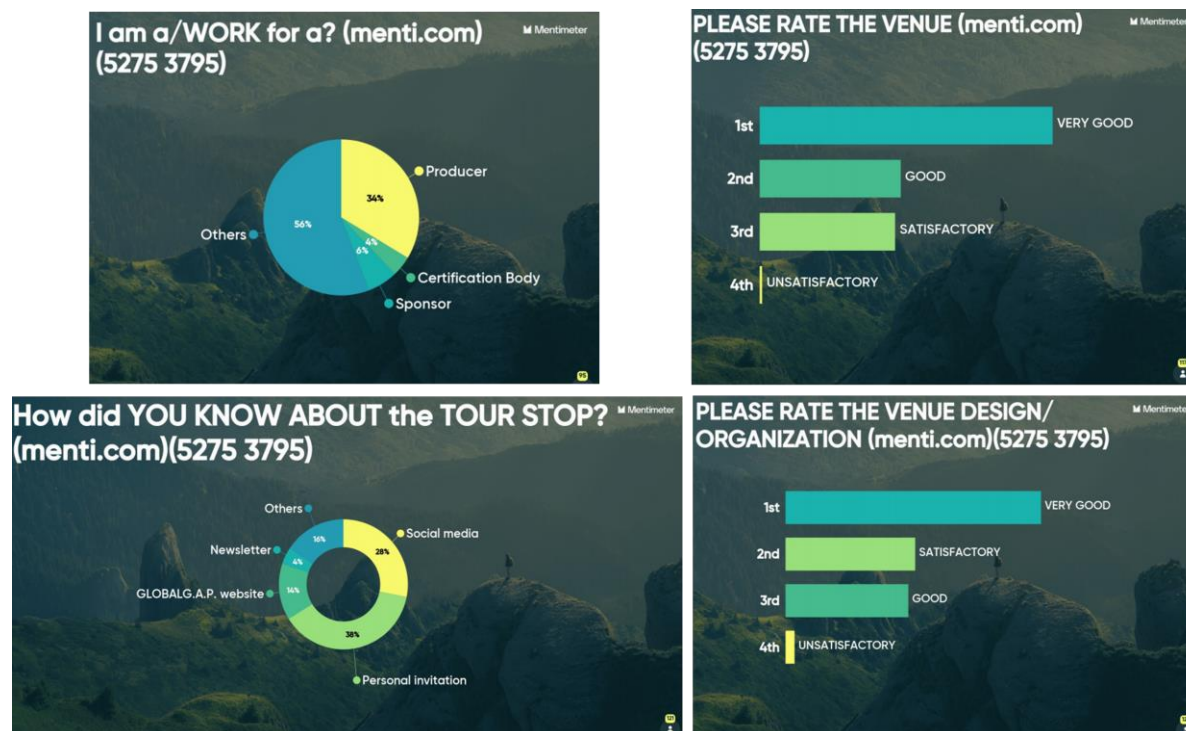 I am a/WORK for a? (menti.com)
(5275 3795)
Mentimeter
Producer
34%
56%
Others
4%
6%
Certification Body
Sponsor
95
PLEASE RATE THE VENUE (menti.com)
(5275 3795)
Mentimeter
1st
VERY GOOD
2nd
GOOD
3rd
SATISFACTORY
4th
UNSATISFACTORY
How did YOU KNOW ABOUT the TOUR STOP?
(menti.com)(5275 3795)
Mentimeter
Others
16%
Social media
28%
Newsletter
4%
GLOBALG.A.P. website
14%
38%
Personal invitation
121
PLEASE RATE THE VENUE DESIGN/
ORGANIZATION (menti.com)(5275 3795)
Mentimeter
1st
VERY GOOD
2nd
SATISFACTORY
3rd
GOOD
4th
UNSATISFACTORY